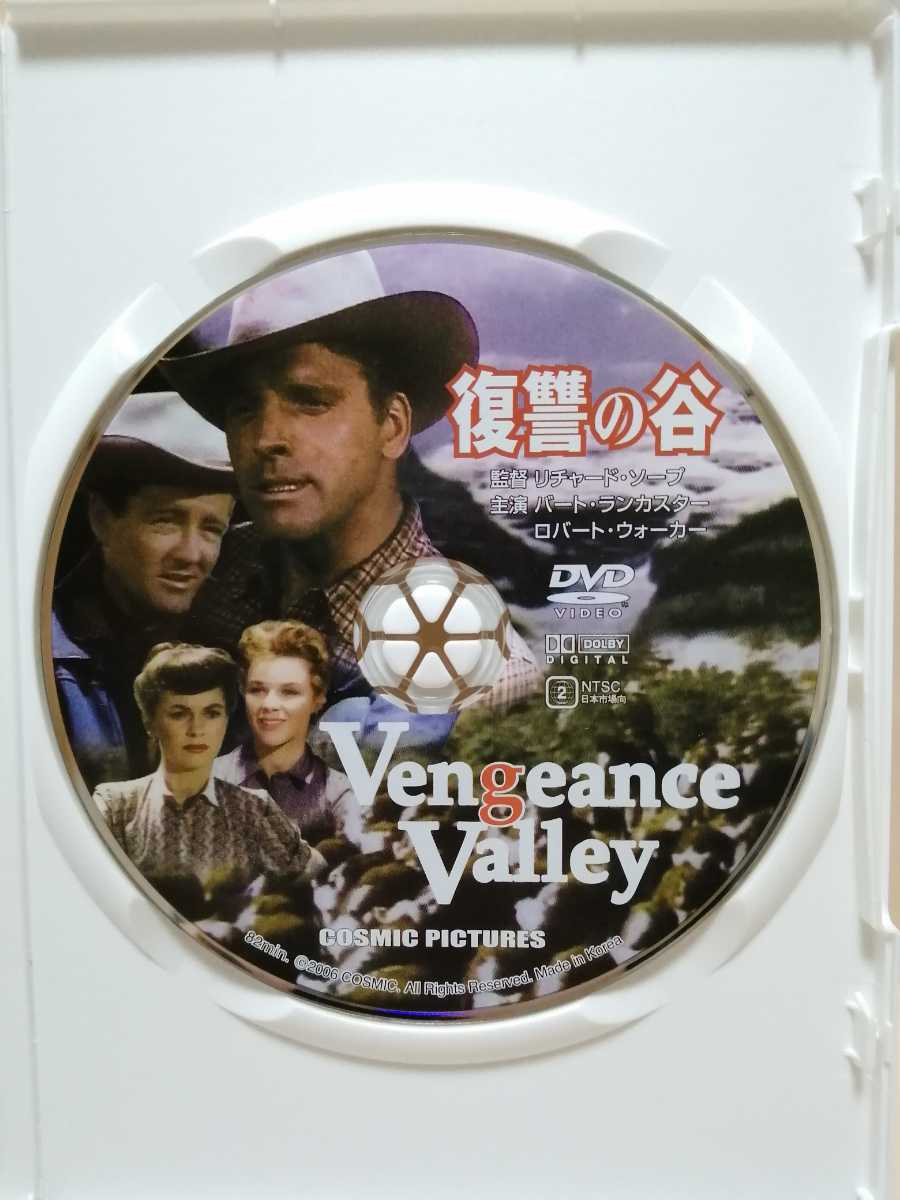 復讐の谷
監督 リチャード・ソープ
主演 バート・ランカスター
ロバート・ウォーカー
DVD
VIDEO
DOLBY
DIGITAL
2 NTSC
日本市場向
Vengeance
Valley
COSMIC PICTURES
82min. ©2006 COSMIC. All Rights Reserved. Made in Korea